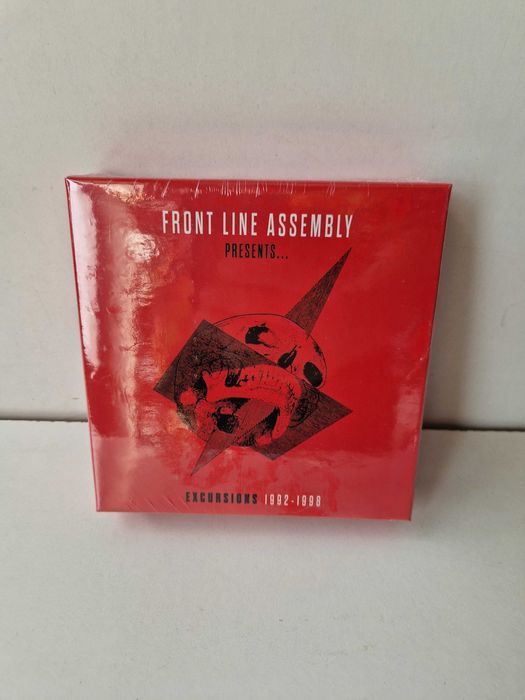 FRONT LINE ASSEMBLY
PRESENTS...
EXCURSIONS 1992-1998